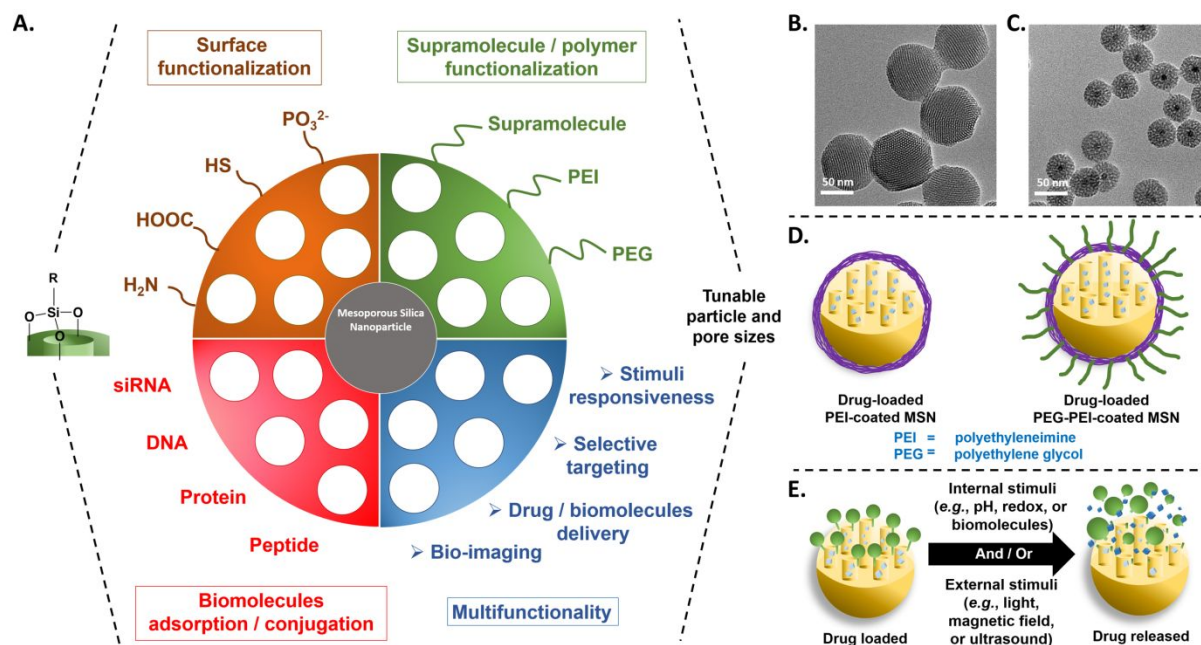 A.
Surface
functionalization
Supramolecule / polymer
functionalization
PO₃²⁻
HS
HOOC
H₂N
Supramolecule
PEI
PEG
R
Si
O
O
O
Mesoporous Silica
Nanoparticle
Tunable
particle and
pore sizes
siRNA
DNA
Protein
Peptide
➢ Stimuli
responsiveness
➢ Selective
targeting
➢ Drug / biomolecules
delivery
➢ Bio-imaging
Biomolecules
adsorption / conjugation
Multifunctionality
B.
50 nm
C.
50 nm
D.
Drug-loaded
PEI-coated MSN
Drug-loaded
PEG-PEI-coated MSN
PEI = polyethyleneimine
PEG = polyethylene glycol
E.
Drug loaded
Internal stimuli
(e.g., pH, redox, or
biomolecules)
And / Or
External stimuli
(e.g., light,
magnetic field,
or ultrasound)
Drug released